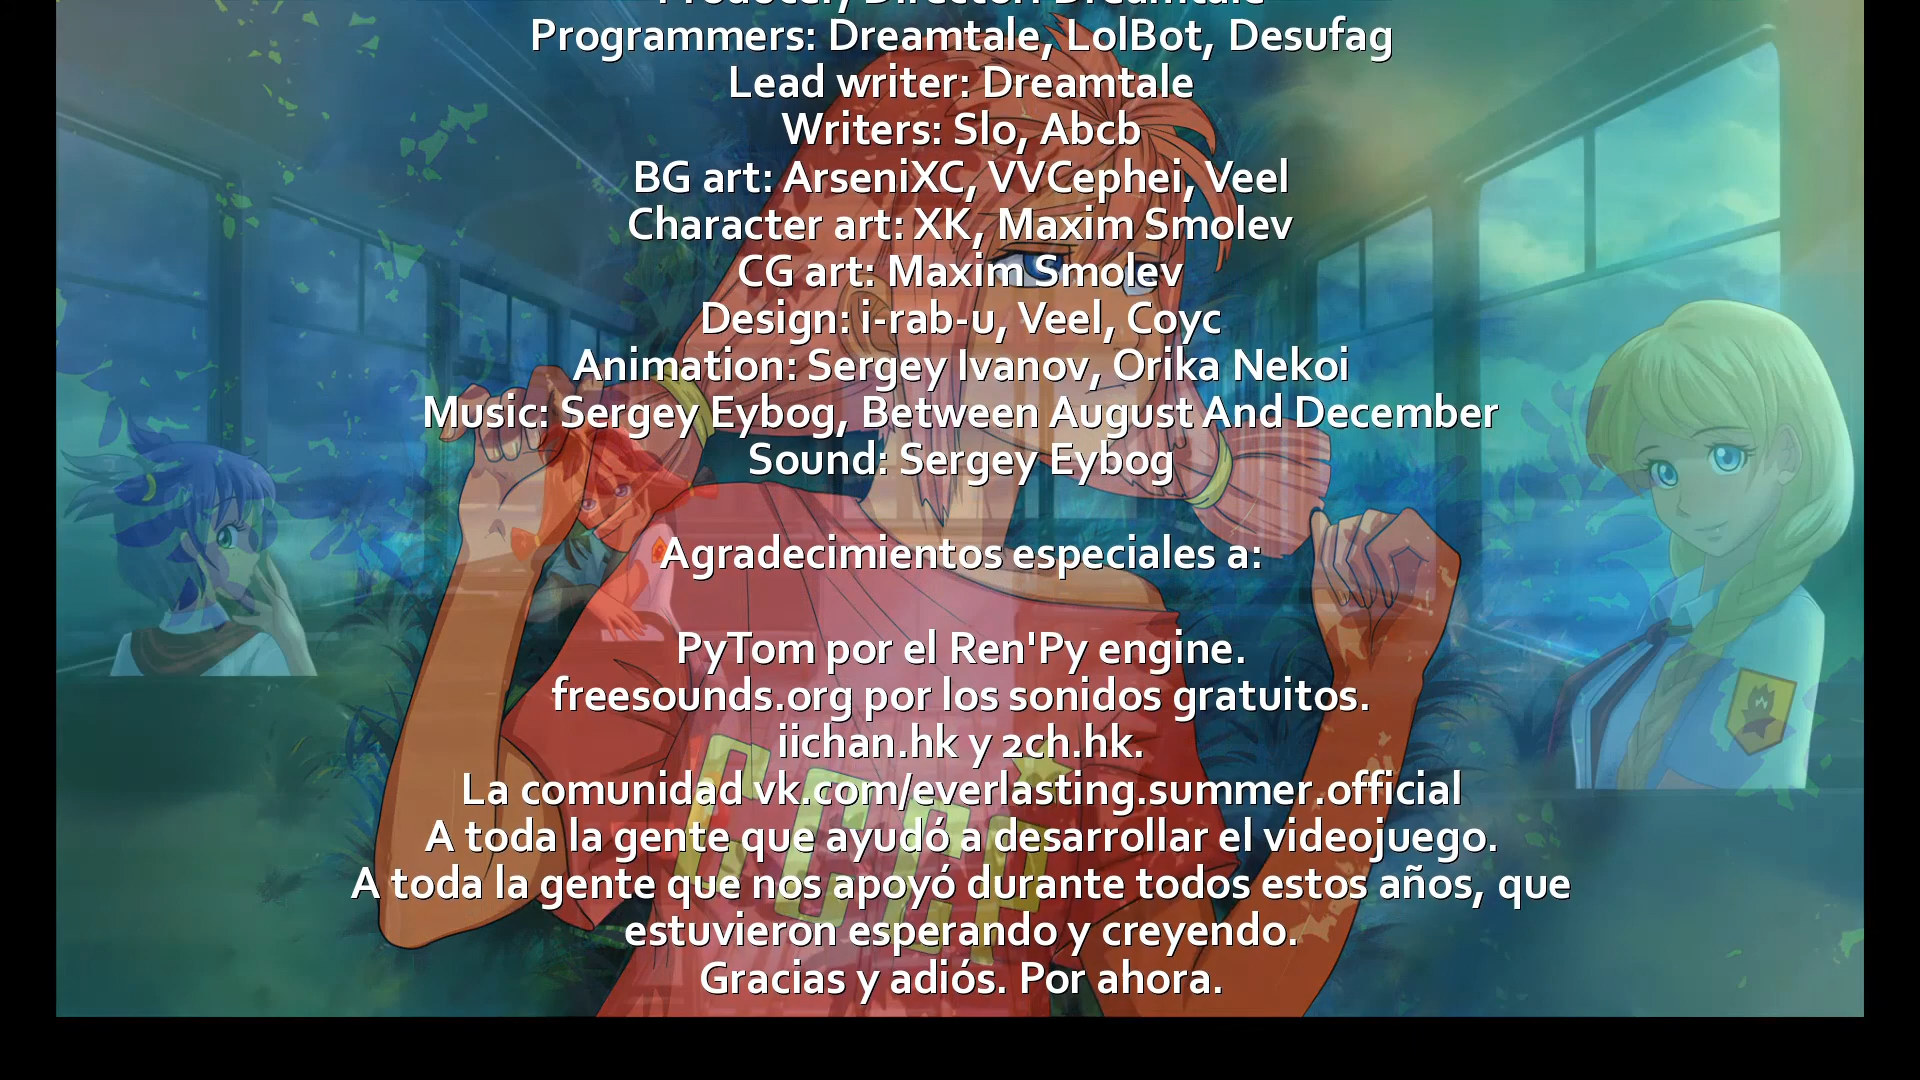 Producer, Director: Dreamtale
Programmers: Dreamtale, LolBot, Desufag
Lead writer: Dreamtale
Writers: Slo, Abcb
BG art: ArseniXC, VVCephei, Veel
Character art: XK, Maxim Smolev
CG art: Maxim Smolev
Design: i-rab-u, Veel, Coyc
Animation: Sergey Ivanov, Orika Nekoi
Music: Sergey Eybog, Between August And December
Sound: Sergey Eybog
Agradecimientos especiales a:
PyTom por el Ren'Py engine.
freesounds.org por los sonidos gratuitos.
iichan.hk y 2ch.hk.
La comunidad vk.com/everlasting.summer.official
A toda la gente que ayudó a desarrollar el videojuego.
A toda la gente que nos apoyó durante todos estos años, que
estuvieron esperando y creyendo.
Gracias y adiós. Por ahora.
CCCP